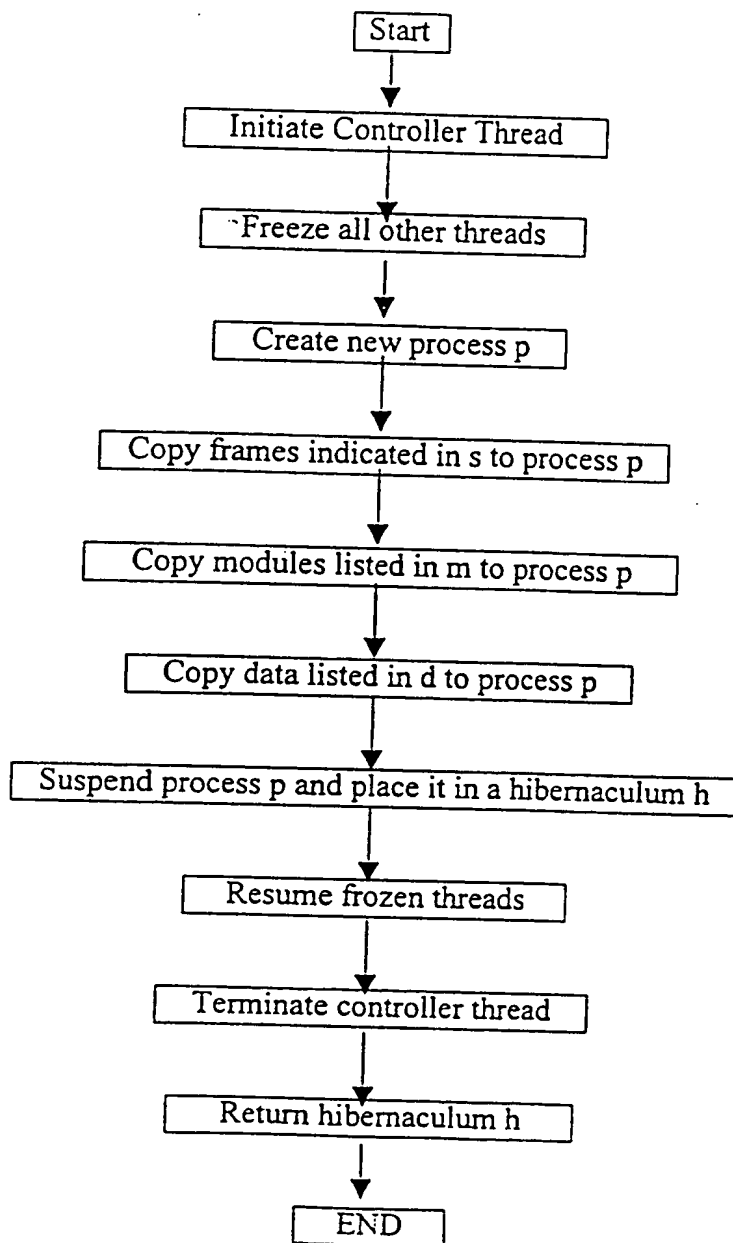 Start
Initiate Controller Thread
Freeze all other threads
Create new process p
Copy frames indicated in s to process p
Copy modules listed in m to process p
Copy data listed in d to process p
Suspend process p and place it in a hibernaculum h
Resume frozen threads
Terminate controller thread
Return hibernaculum h
END